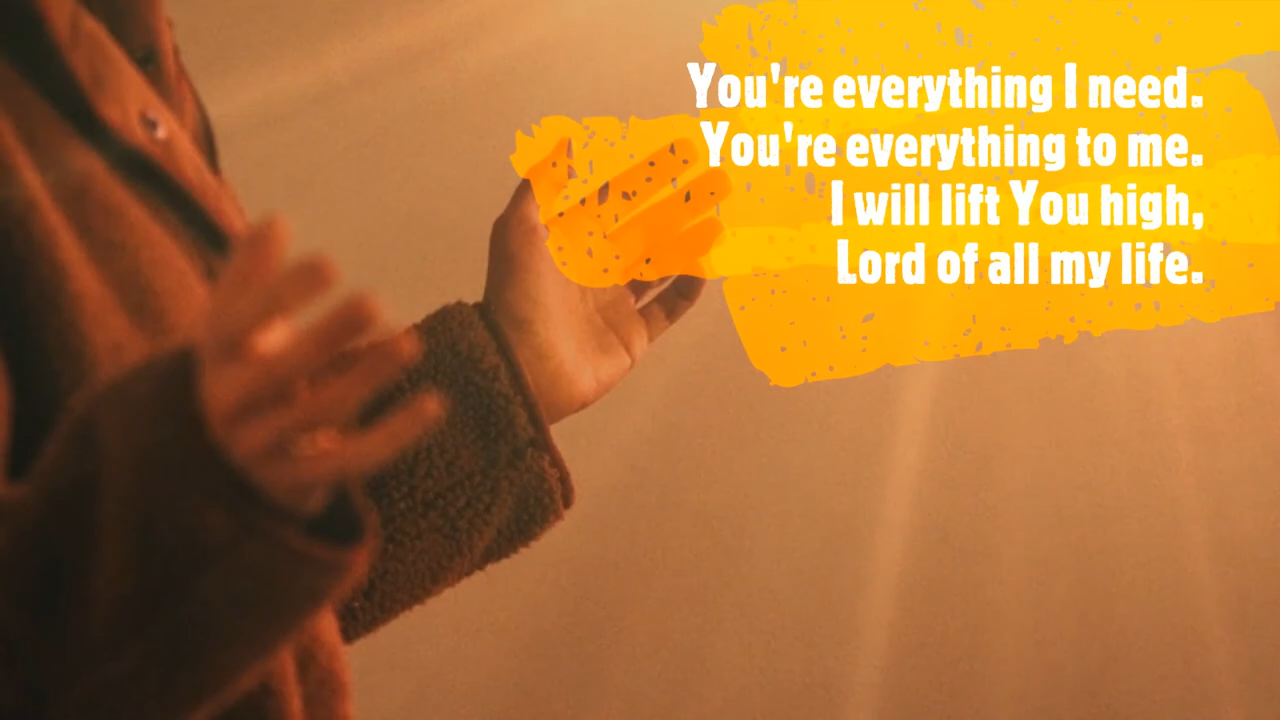 You're everything I need.
You're everything to me.
I will lift You high,
Lord of all my life.